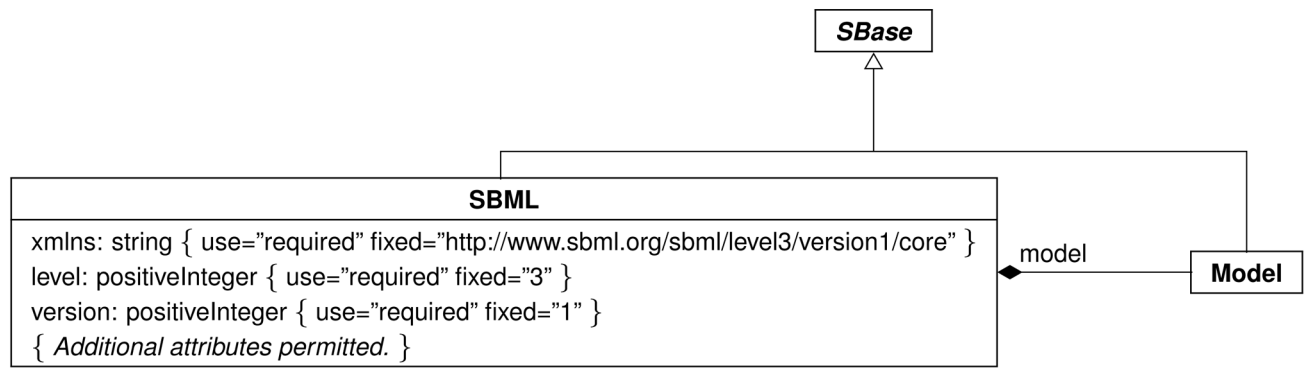 SBase
SBML
xmlns: string { use=”required” fixed=”http://www.sbml.org/sbml/level3/version1/core” }
level: positiveInteger { use=”required” fixed=”3” }
version: positiveInteger { use=”required” fixed=”1” }
{ Additional attributes permitted. }
model
Model